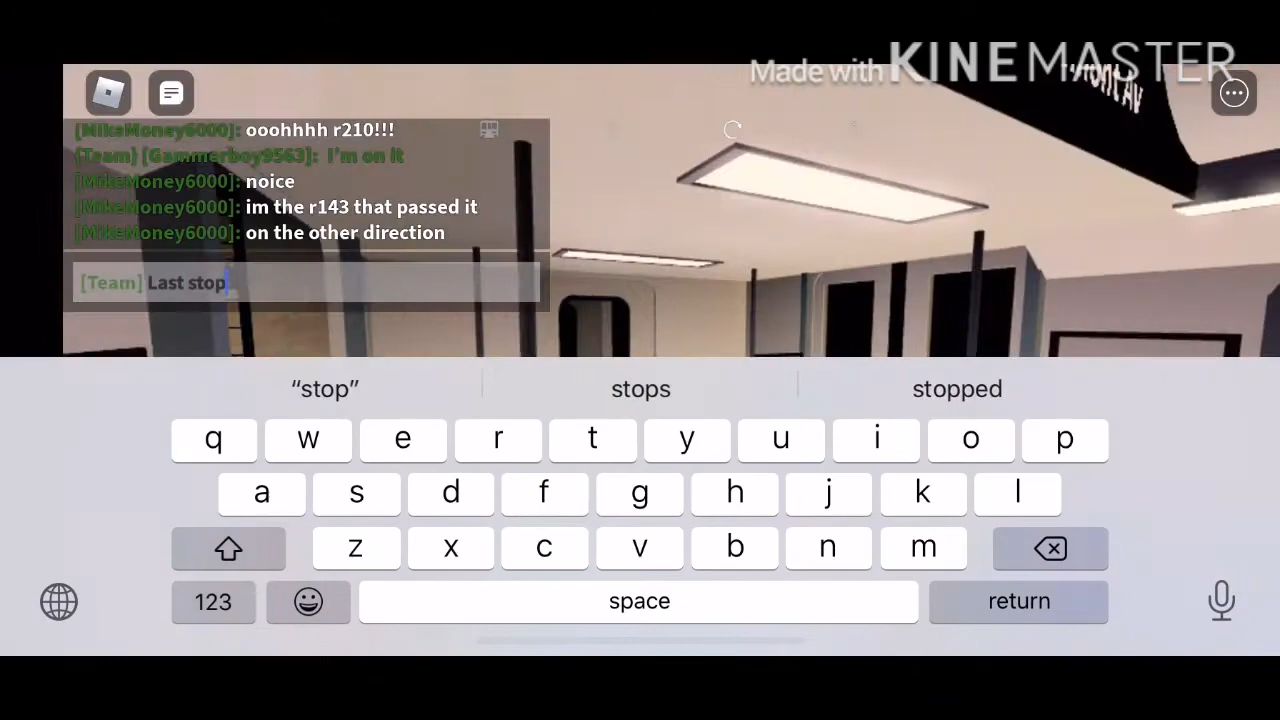 Made with KINEMASTER
[MikeMoney6000]: ooohhhh r210!!!
{Team} [Gammerboy9563]: I'm on it
[MikeMoney6000]: noice
[MikeMoney6000]: im the r143 that passed it
[MikeMoney6000]: on the other direction
[Team] Last stop
“stop” stops stopped
q w e r t y u i o p
a s d f g h j k l
z x c v b n m
123 space return